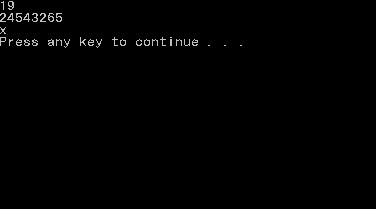 19
24543265
x
Press any key to continue . . .